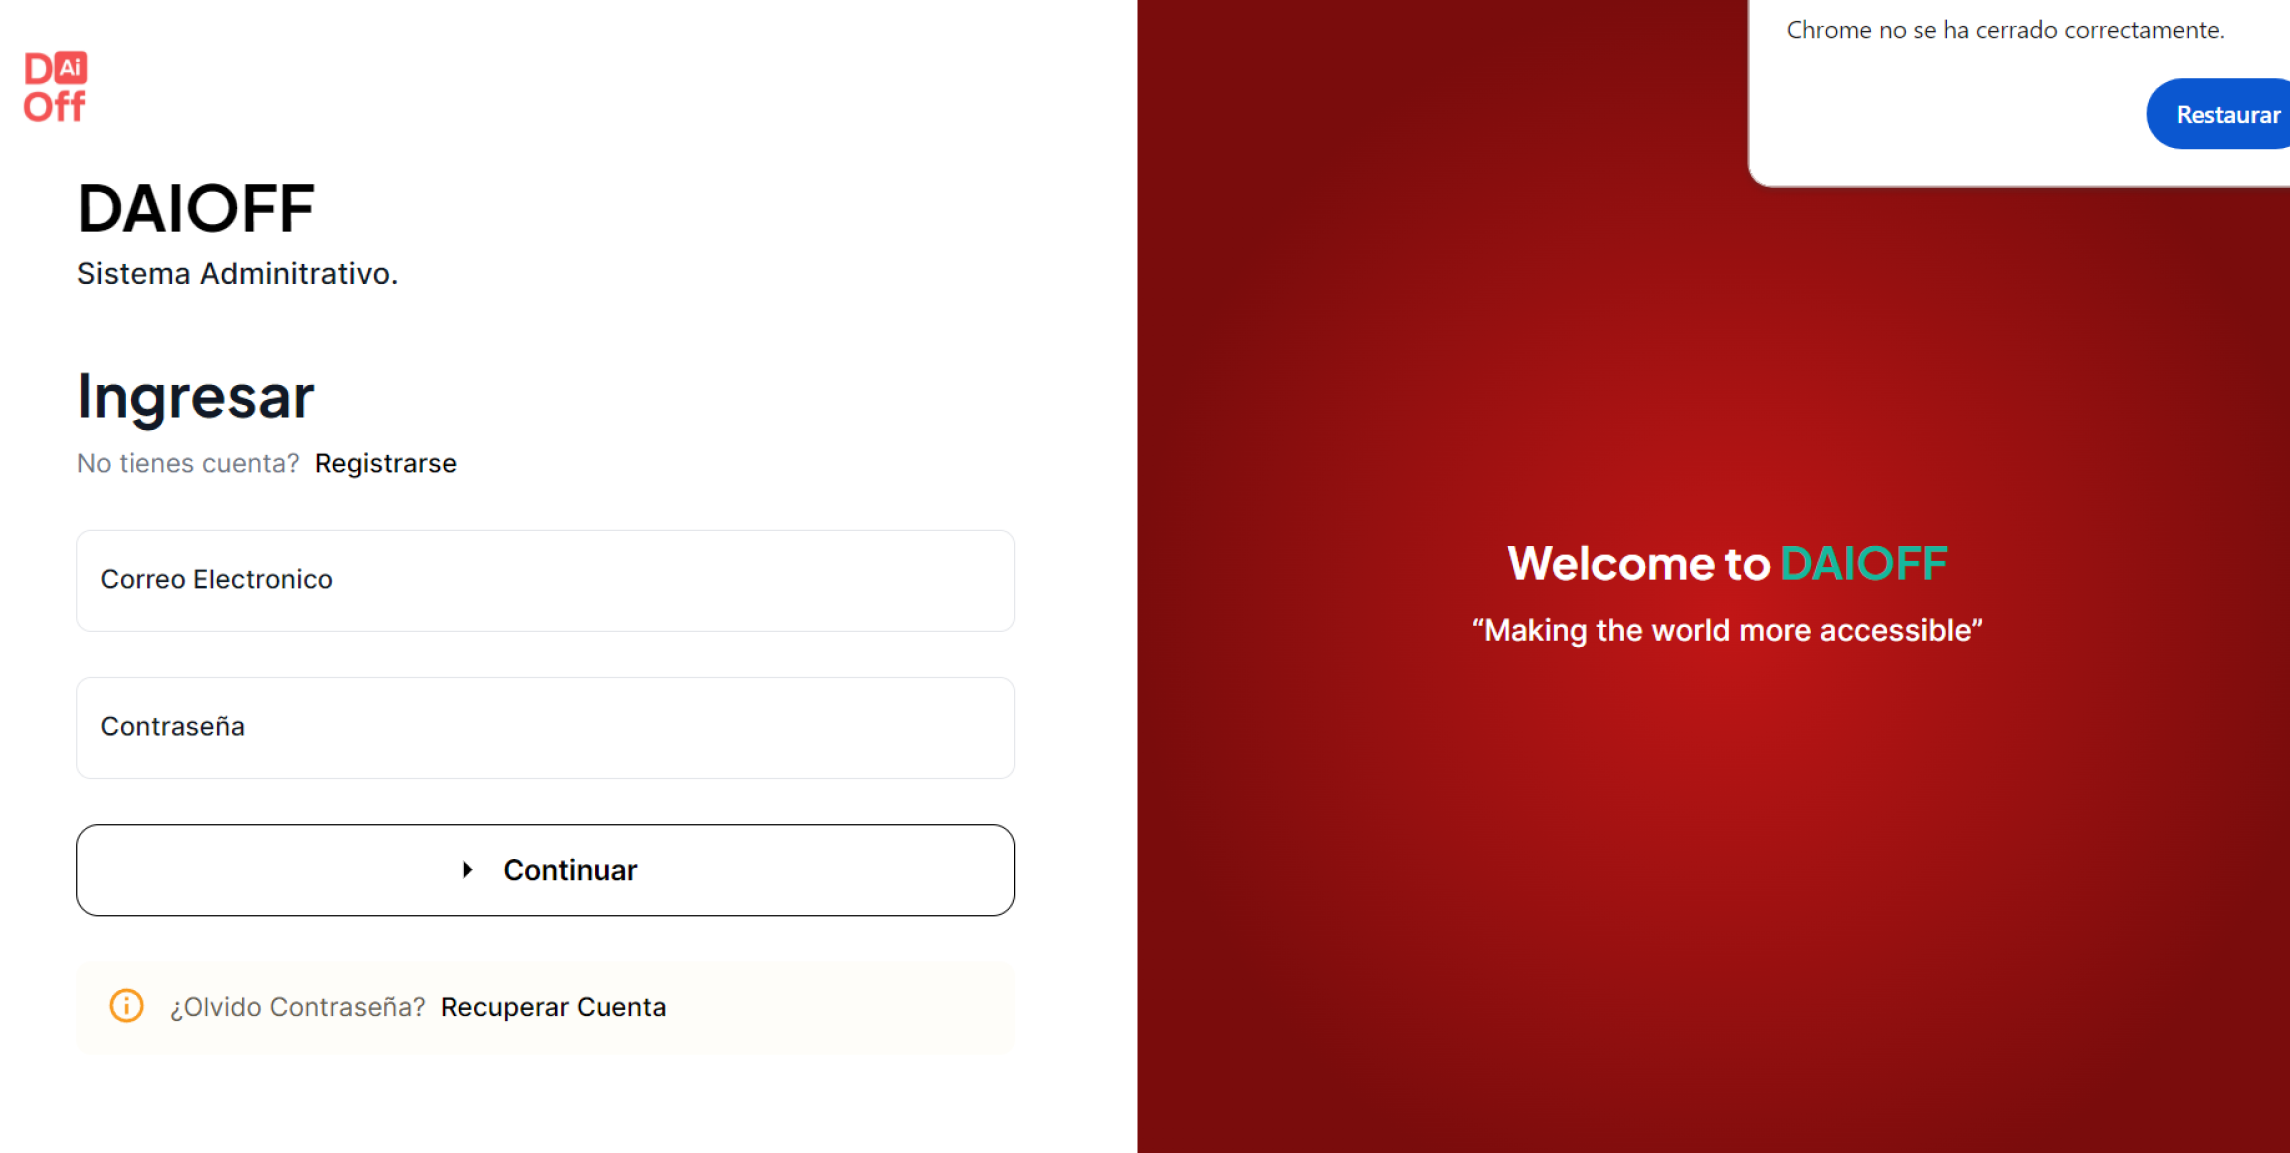 D Ai
Off
DAIOFF
Sistema Adminitrativo.
Ingresar
No tienes cuenta? Registrarse
Correo Electronico
Contraseña
Continuar
¿Olvido Contraseña? Recuperar Cuenta
Chrome no se ha cerrado correctamente.
Restaurar
Welcome to DAIOFF
“Making the world more accessible”